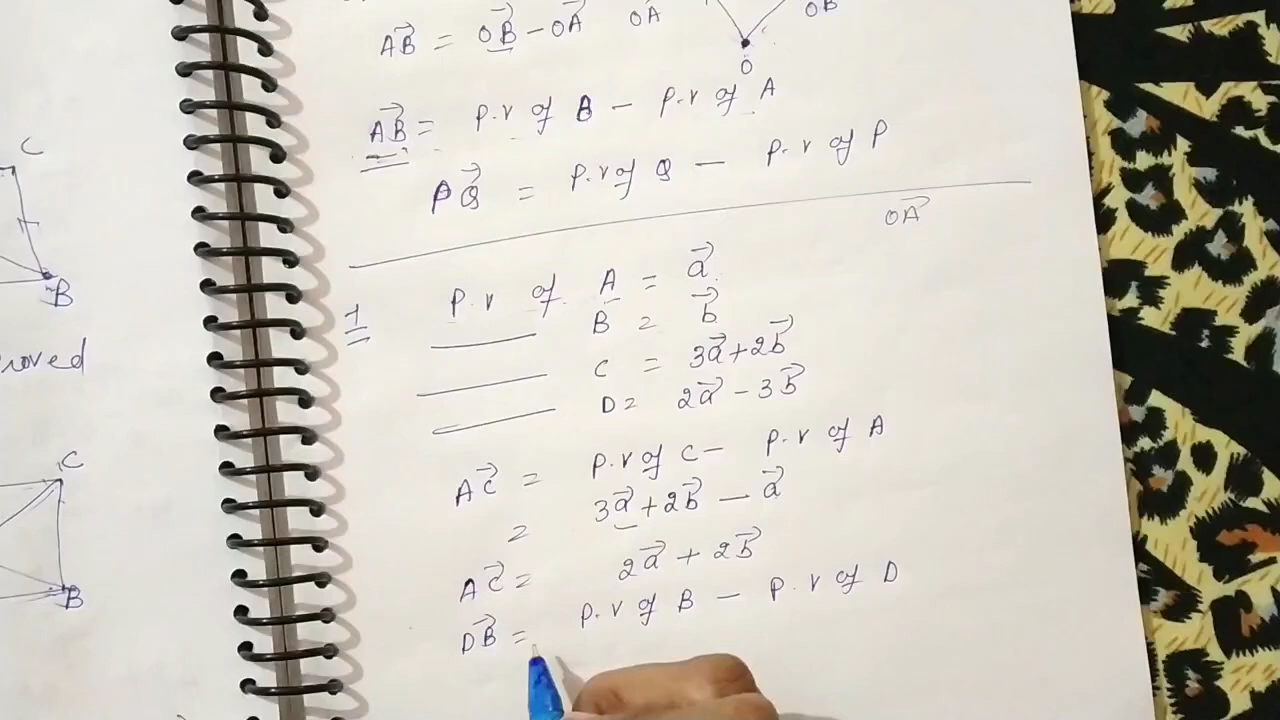 AB⃗ = OB⃗ - OA⃗ OA⃗ OB
O
AB⃗ = P.V of B - P.V of A
PQ⃗ = P.V of Q - P.V of P
OA⃗
1 P.V of A = a⃗
B = b⃗
C = 3a⃗ + 2b⃗
D = 2a⃗ - 3b⃗
AC⃗ = P.V of C - P.V of A
= 3a⃗ + 2b⃗ - a⃗
AC⃗ = 2a⃗ + 2b⃗
DB⃗ = P.V of B - P.V of D
C
B
roved
C
B